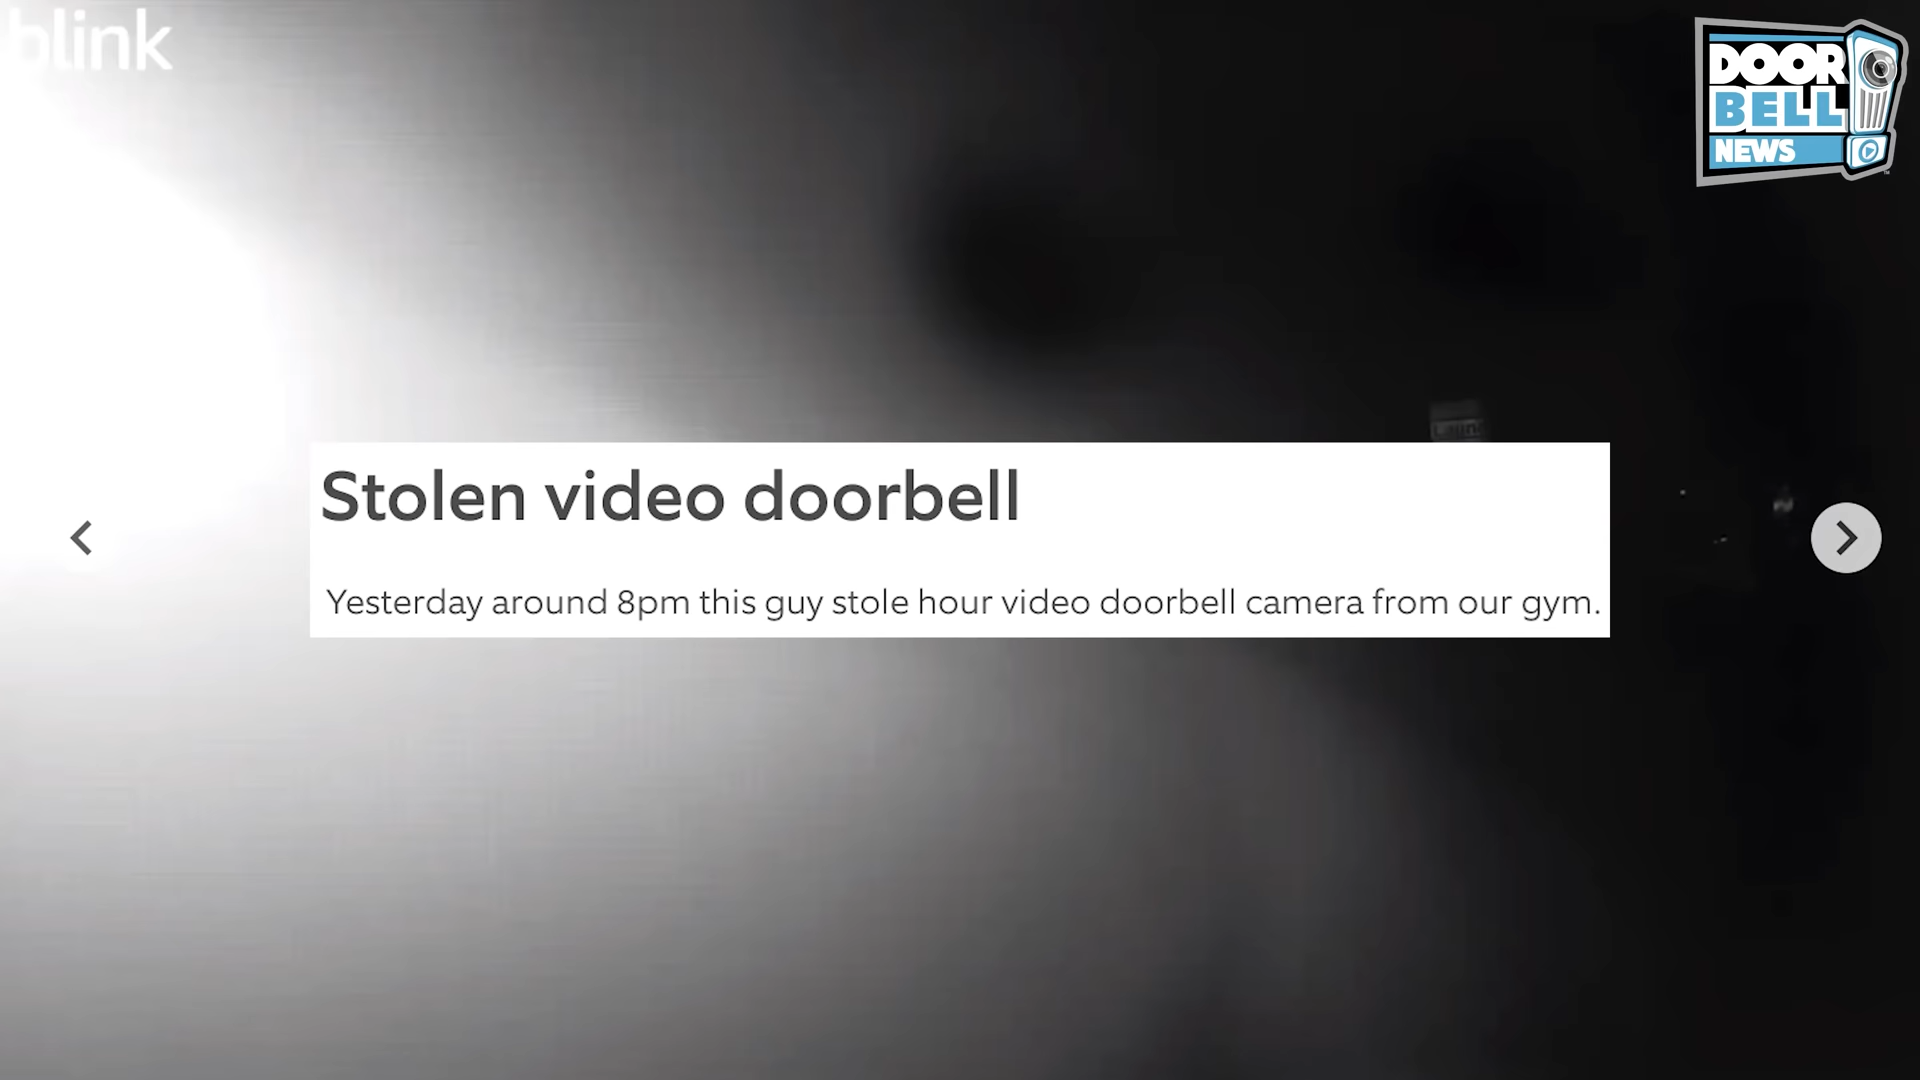 blink
DOOR
BELL
NEWS
Stolen video doorbell
Yesterday around 8pm this guy stole hour video doorbell camera from our gym.